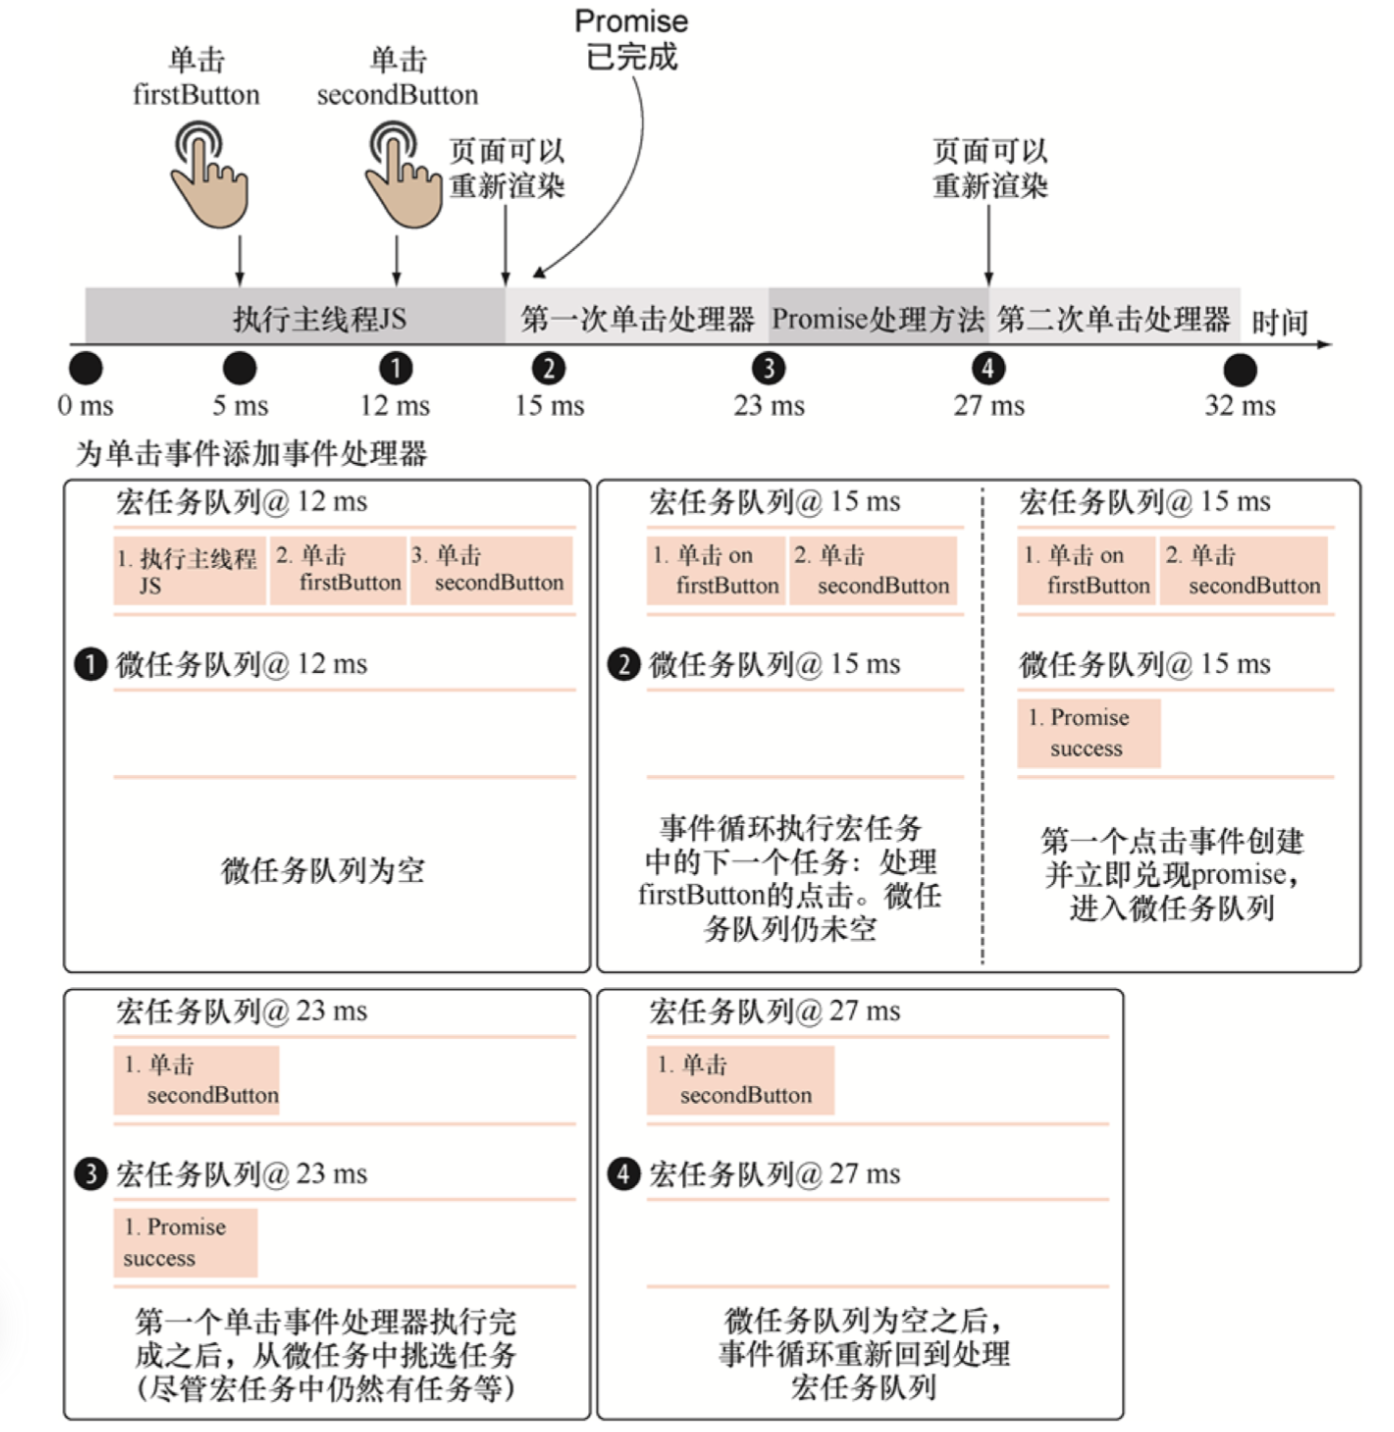 Promise
已完成
单击
firstButton
单击
secondButton
页面可以
重新渲染
页面可以
重新渲染
执行主线程JS
第一次单击处理器
Promise处理方法
第二次单击处理器
时间
1
2
3
4
0 ms
5 ms
12 ms
15 ms
23 ms
27 ms
32 ms
为单击事件添加事件处理器
宏任务队列@ 12 ms
1. 执行主线程
JS
2. 单击
firstButton
3. 单击
secondButton
1 微任务队列@ 12 ms
微任务队列为空
宏任务队列@ 15 ms
1. 单击 on
firstButton
2. 单击
secondButton
2 微任务队列@ 15 ms
事件循环执行宏任务
中的下一个任务：处理
firstButton的点击。微任
务队列仍未空
宏任务队列@ 15 ms
1. 单击 on
firstButton
2. 单击
secondButton
微任务队列@ 15 ms
1. Promise
success
第一个点击事件创建
并立即兑现promise，
进入微任务队列
宏任务队列@ 23 ms
1. 单击
secondButton
3 宏任务队列@ 23 ms
1. Promise
success
第一个单击事件处理器执行完
成之后，从微任务中挑选任务
（尽管宏任务中仍然有任务等）
宏任务队列@ 27 ms
1. 单击
secondButton
4 宏任务队列@ 27 ms
微任务队列为空之后，
事件循环重新回到处理
宏任务队列